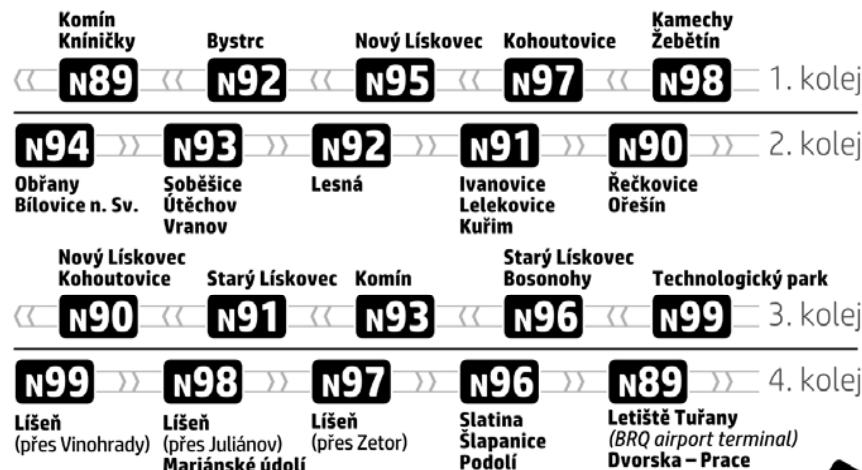 Komín
Kníničky
Bystrc
Nový Lískovec
Kohoutovice
Kamechy
Žebětín
N89 N92 N95 N97 N98 1. kolej
N94 N93 N92 N91 N90 2. kolej
Obřany
Bílovice n. Sv.
Soběšice
Útěchov
Vranov
Lesná
Ivanovice
Lelekovice
Kuřim
Řečkovice
Ořešín
Nový Lískovec
Kohoutovice
Starý Lískovec
Komín
Starý Lískovec
Bosonohy
Technologický park
N90 N91 N93 N96 N99 3. kolej
N99 N98 N97 N96 N89 4. kolej
Líšeň
(přes Vinohrady)
Líšeň
(přes Juliánov)
Mariánské údolí
Líšeň
(přes Zetor)
Slatina
Šlapanice
Podolí
Letiště Tuřany
(BRQ airport terminal)
Dvorska – Prace